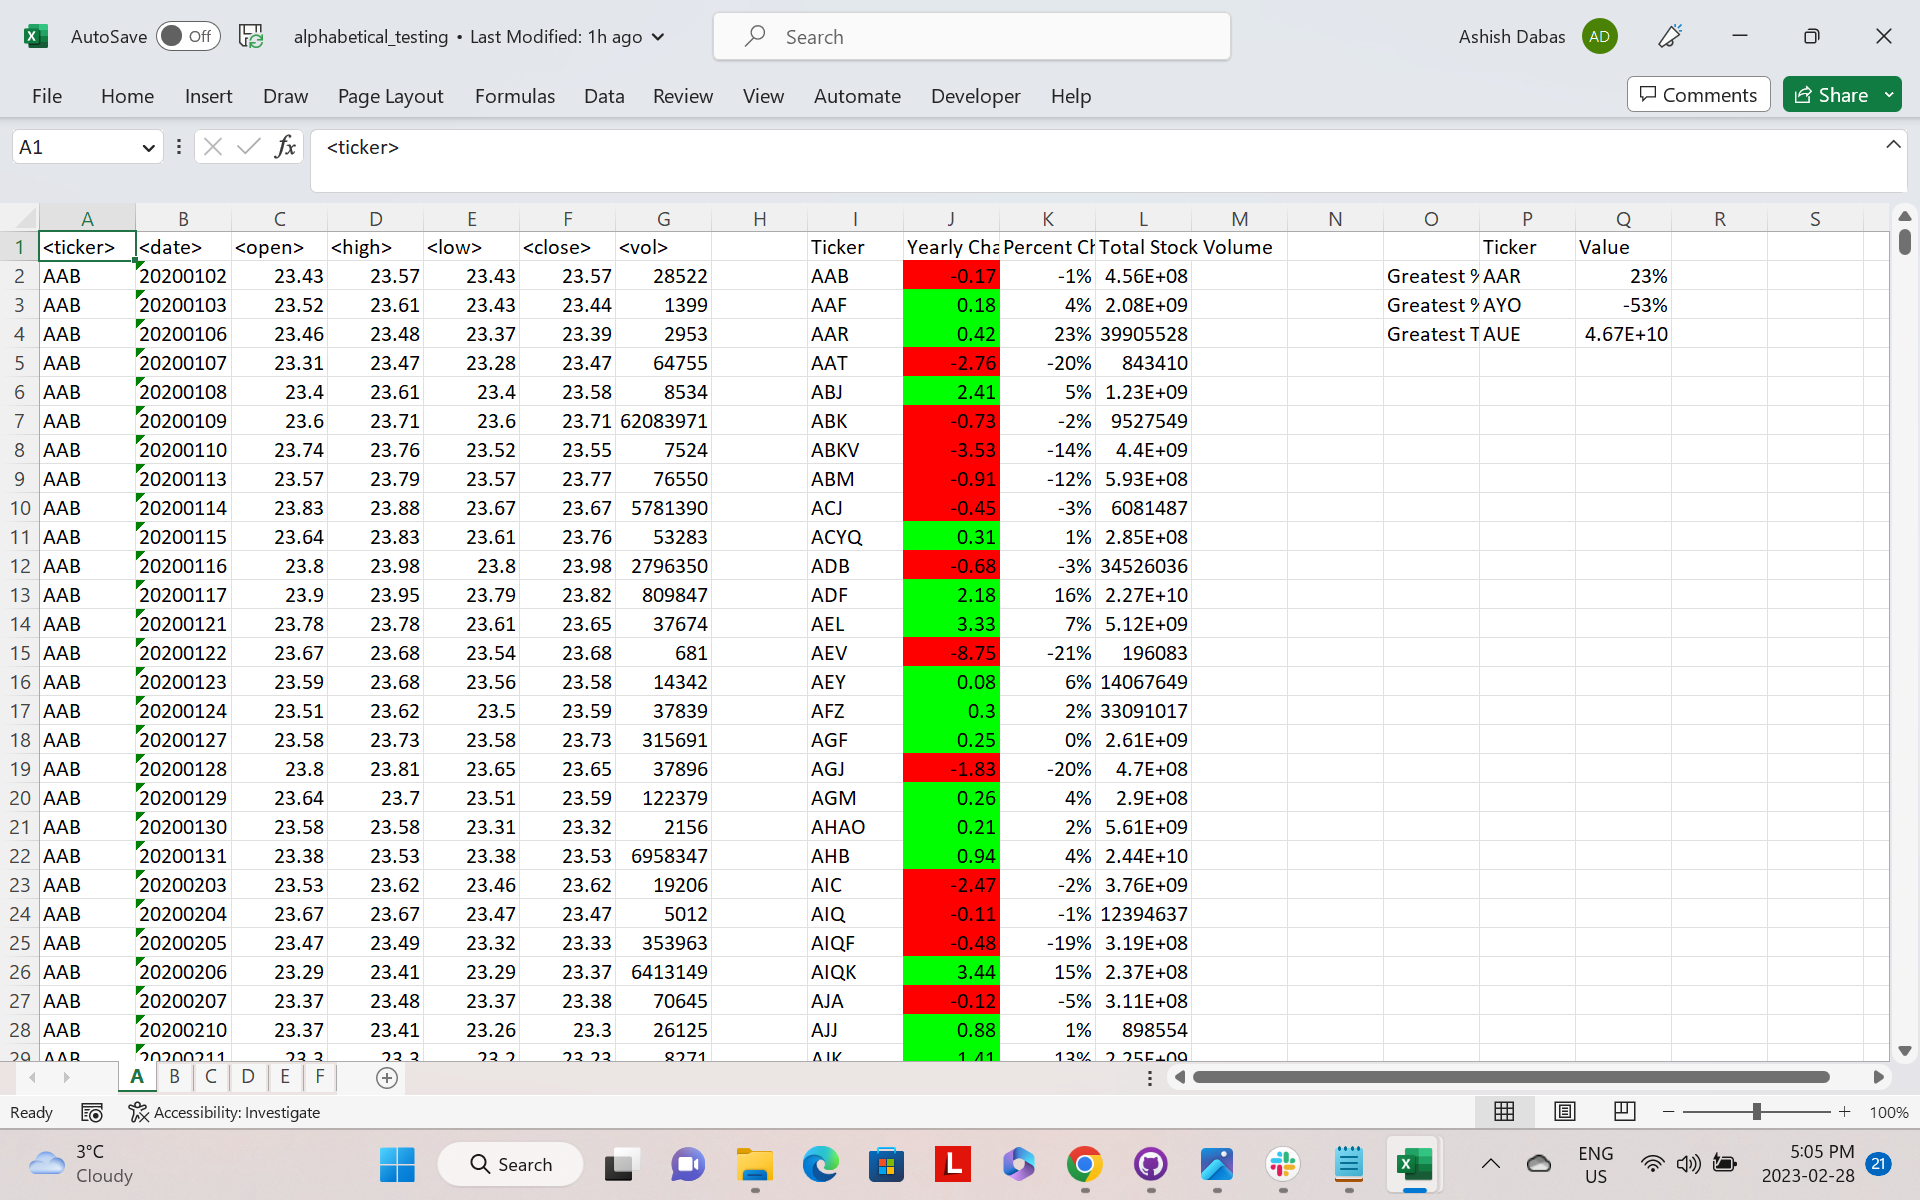 AutoSave Off alphabetical_testing • Last Modified: 1h ago Search Ashish Dabas AD
File Home Insert Draw Page Layout Formulas Data Review View Automate Developer Help Comments Share
A1 fx <ticker>
A B C D E F G H I J K L M N O P Q R S
1 <ticker> <date> <open> <high> <low> <close> <vol> Ticker Yearly Cha Percent Ch Total Stock Volume Ticker Value
2 AAB 20200102 23.43 23.57 23.43 23.57 28522 AAB -0.17 -1% 4.56E+08 Greatest % AAR 23%
3 AAB 20200103 23.52 23.61 23.43 23.44 1399 AAF 0.18 4% 2.08E+09 Greatest % AYO -53%
4 AAB 20200106 23.46 23.48 23.37 23.39 2953 AAR 0.42 23% 39905528 Greatest T AUE 4.67E+10
5 AAB 20200107 23.31 23.47 23.28 23.47 64755 AAT -2.76 -20% 843410
6 AAB 20200108 23.4 23.61 23.4 23.58 8534 ABJ 2.41 5% 1.23E+09
7 AAB 20200109 23.6 23.71 23.6 23.71 62083971 ABK -0.73 -2% 9527549
8 AAB 20200110 23.74 23.76 23.52 23.55 7524 ABKV -3.53 -14% 4.4E+09
9 AAB 20200113 23.57 23.79 23.57 23.77 76550 ABM -0.91 -12% 5.93E+08
10 AAB 20200114 23.83 23.88 23.67 23.67 5781390 ACJ -0.45 -3% 6081487
11 AAB 20200115 23.64 23.83 23.61 23.76 53283 ACYQ 0.31 1% 2.85E+08
12 AAB 20200116 23.8 23.98 23.8 23.98 2796350 ADB -0.68 -3% 34526036
13 AAB 20200117 23.9 23.95 23.79 23.82 809847 ADF 2.18 16% 2.27E+10
14 AAB 20200121 23.78 23.78 23.61 23.65 37674 AEL 3.33 7% 5.12E+09
15 AAB 20200122 23.67 23.68 23.54 23.68 681 AEV -8.75 -21% 196083
16 AAB 20200123 23.59 23.68 23.56 23.58 14342 AEY 0.08 6% 14067649
17 AAB 20200124 23.51 23.62 23.5 23.59 37839 AFZ 0.3 2% 33091017
18 AAB 20200127 23.58 23.73 23.58 23.73 315691 AGF 0.25 0% 2.61E+09
19 AAB 20200128 23.8 23.81 23.65 23.65 37896 AGJ -1.83 -20% 4.7E+08
20 AAB 20200129 23.64 23.7 23.51 23.59 122379 AGM 0.26 4% 2.9E+08
21 AAB 20200130 23.58 23.58 23.31 23.32 2156 AHAO 0.21 2% 5.61E+09
22 AAB 20200131 23.38 23.53 23.38 23.53 6958347 AHB 0.94 4% 2.44E+10
23 AAB 20200203 23.53 23.62 23.46 23.62 19206 AIC -2.47 -2% 3.76E+09
24 AAB 20200204 23.67 23.67 23.47 23.47 5012 AIQ -0.11 -1% 12394637
25 AAB 20200205 23.47 23.49 23.32 23.33 353963 AIQF -0.48 -19% 3.19E+08
26 AAB 20200206 23.29 23.41 23.29 23.37 6413149 AIQK 3.44 15% 2.37E+08
27 AAB 20200207 23.37 23.48 23.37 23.38 70645 AJA -0.12 -5% 3.11E+08
28 AAB 20200210 23.37 23.41 23.26 23.3 26125 AJJ 0.88 1% 898554
29 AAB 20200211 23.3 23.3 23.2 23.23 8271 AJK 1.41 13% 2.25E+09
A B C D E F
Ready Accessibility: Investigate 100%
3°C
Cloudy
Search L ENG
US
5:05 PM
2023-02-28 21